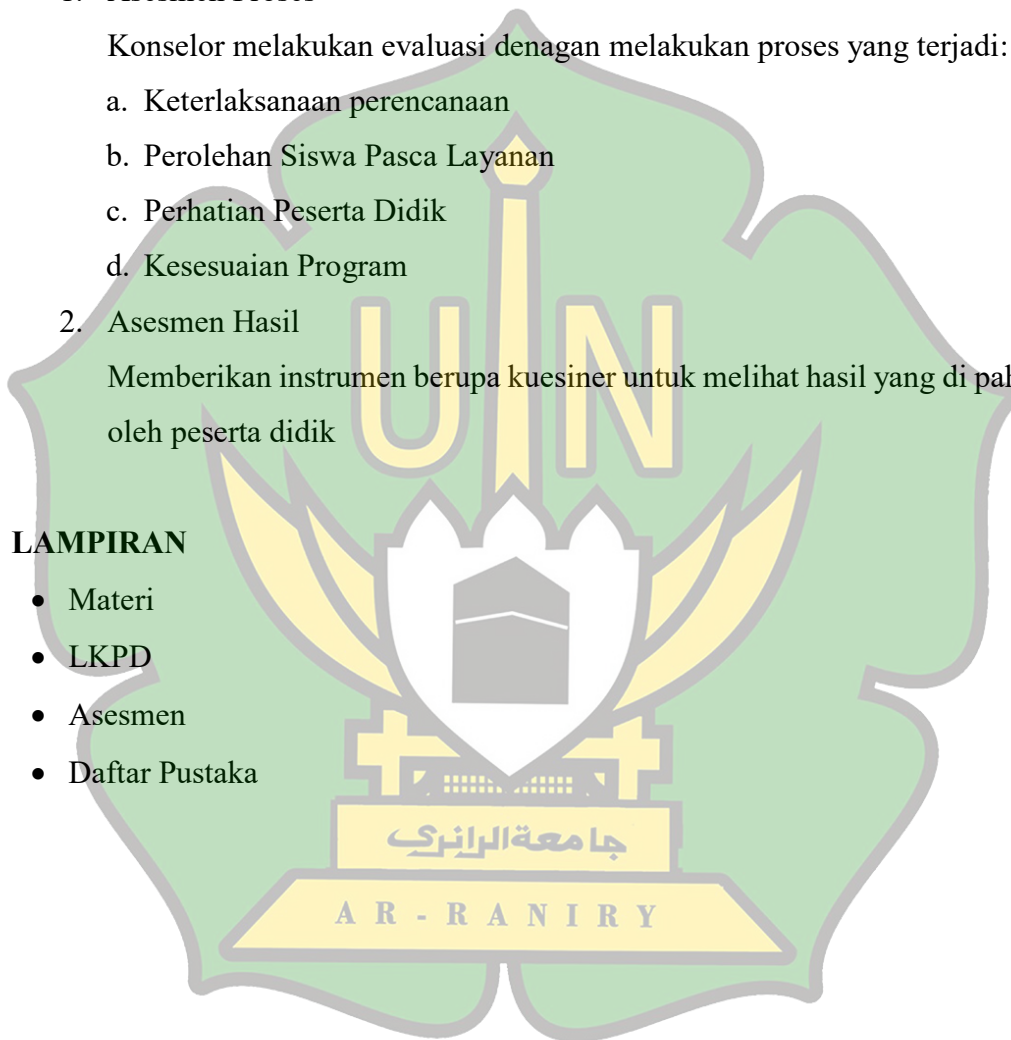 Konselor melakukan evaluasi denagan melakukan proses yang terjadi:
a. Keterlaksanaan perencanaan
b. Perolehan Siswa Pasca Layanan
c. Perhatian Peserta Didik
d. Kesesuaian Program
2. Asesmen Hasil
Memberikan instrumen berupa kuesiner untuk melihat hasil yang di
oleh peserta didik
UIN
LAMPIRAN
• Materi
• LKPD
• Asesmen
• Daftar Pustaka
جامعة الرانري
AR-RANIRY